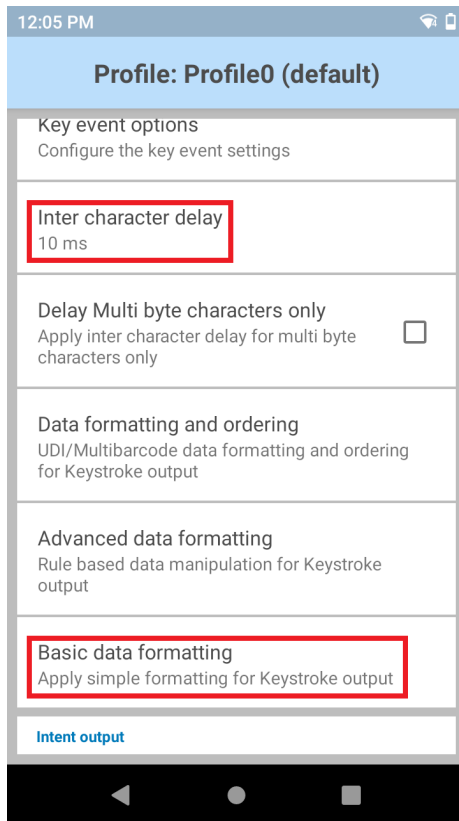 12:05 PM
Profile: Profile0 (default)
Key event options
Configure the key event settings
Inter character delay
10 ms
Delay Multi byte characters only
Apply inter character delay for multi byte
characters only
Data formatting and ordering
UDI/Multibarcode data formatting and ordering
for Keystroke output
Advanced data formatting
Rule based data manipulation for Keystroke
output
Basic data formatting
Apply simple formatting for Keystroke output
Intent output